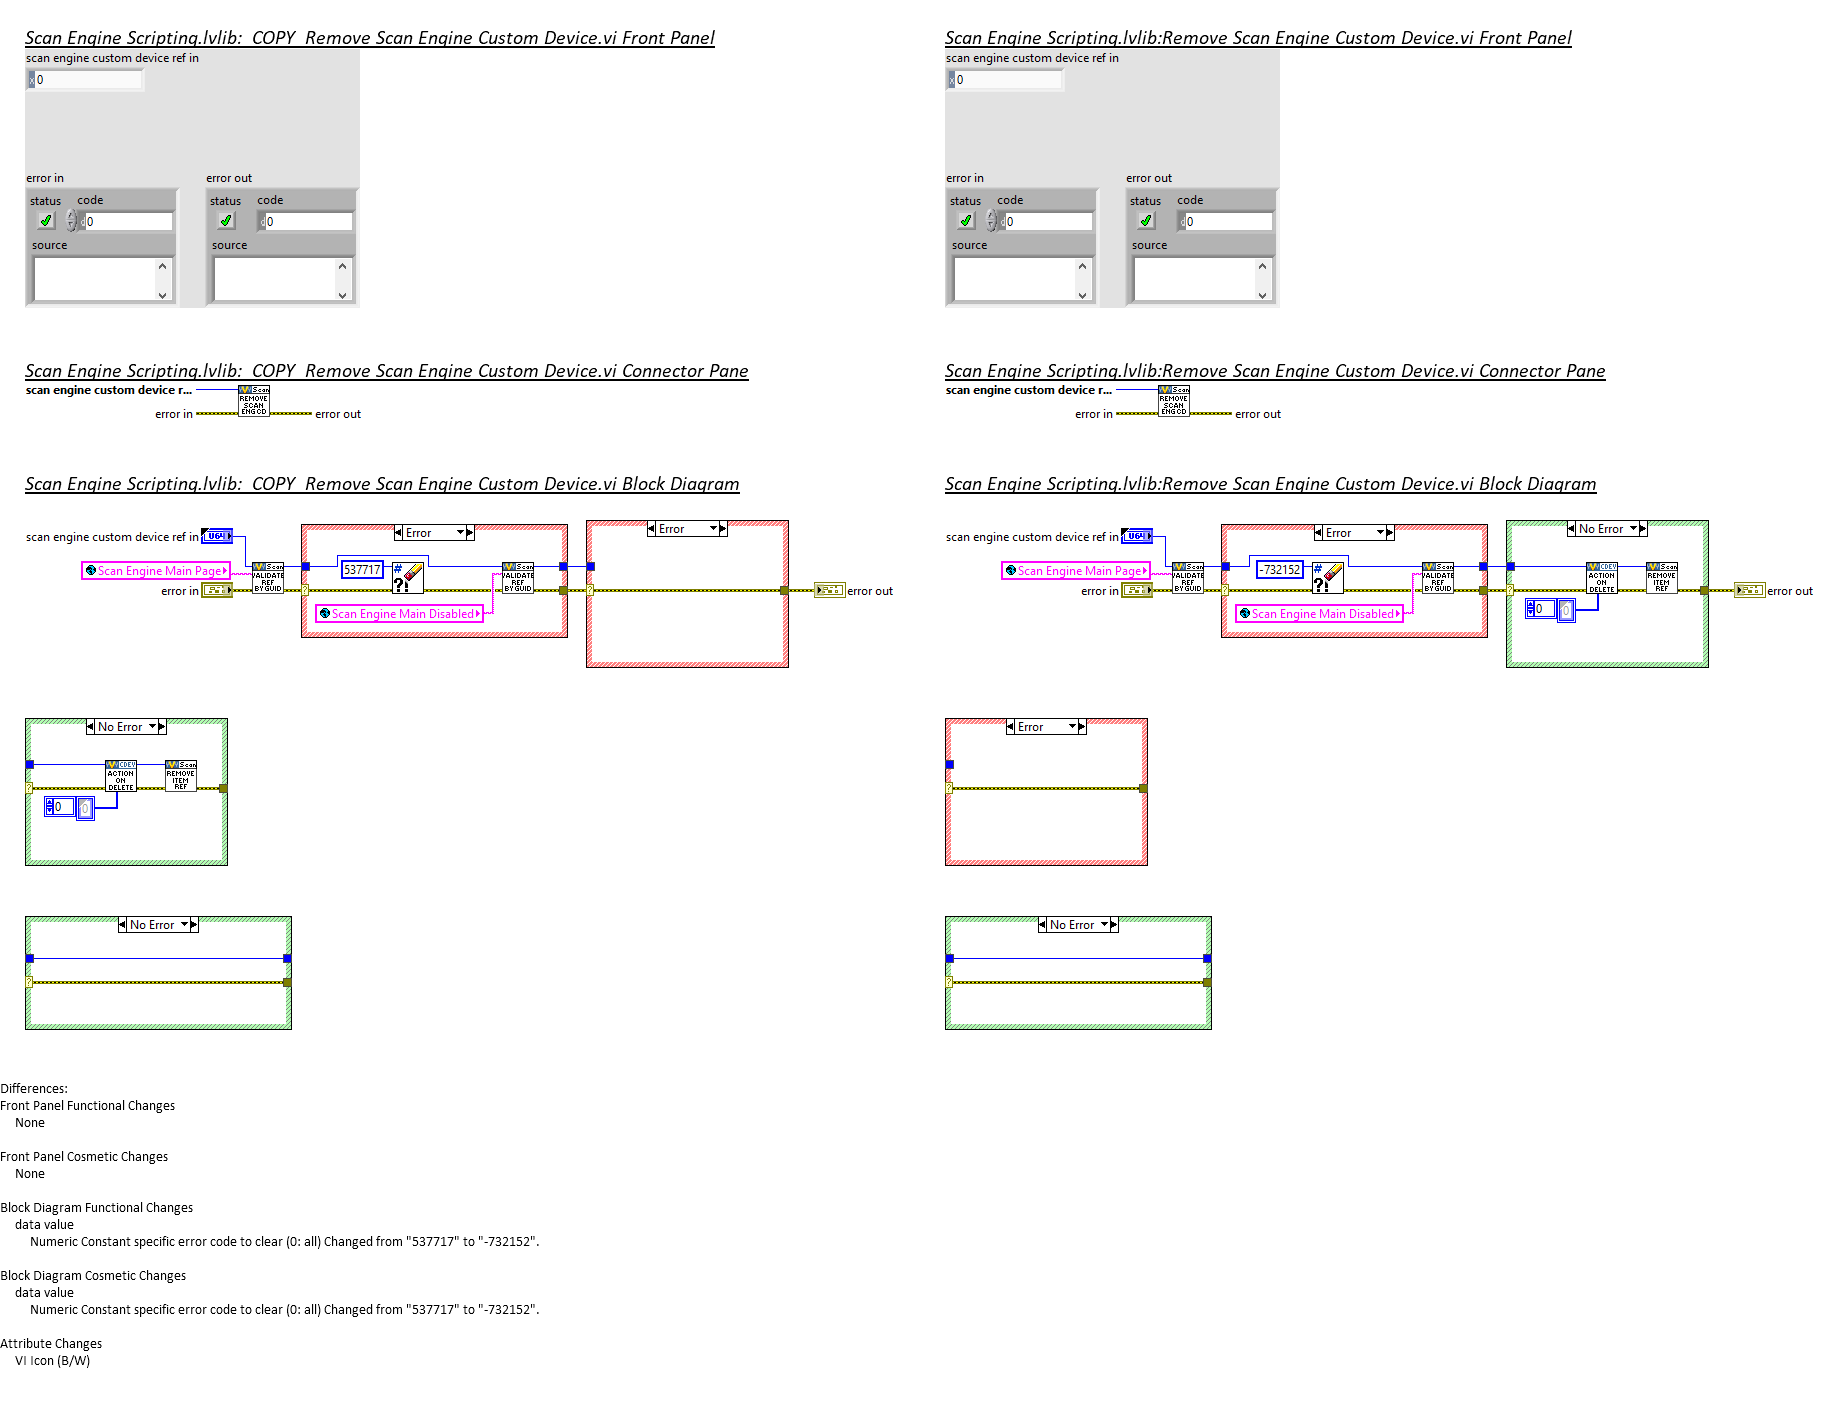 Scan Engine Scripting.lvlib:  COPY  Remove Scan Engine Custom Device.vi Front Panel
scan engine custom device ref in
x 0
error in
error out
status code
d 0
status code
d 0
source
source
Scan Engine Scripting.lvlib:Remove Scan Engine Custom Device.vi Front Panel
scan engine custom device ref in
x 0
error in
error out
status code
d 0
status code
d 0
source
source
Scan Engine Scripting.lvlib:  COPY  Remove Scan Engine Custom Device.vi Connector Pane
scan engine custom device r...
Scan
REMOVE
SCAN
ENG CD
error in
error out
Scan Engine Scripting.lvlib:Remove Scan Engine Custom Device.vi Connector Pane
scan engine custom device r...
Scan
REMOVE
SCAN
ENG CD
error in
error out
Scan Engine Scripting.lvlib:  COPY  Remove Scan Engine Custom Device.vi Block Diagram
scan engine custom device ref in
U64
Scan Engine Main Page
error in
Scan
VALIDATE
REF
BY GUID
Error
537717
#
?!
Scan Engine Main Disabled
Scan
VALIDATE
REF
BY GUID
?
Error
?
error out
Scan Engine Scripting.lvlib:Remove Scan Engine Custom Device.vi Block Diagram
scan engine custom device ref in
U64
Scan Engine Main Page
error in
Scan
VALIDATE
REF
BY GUID
Error
-732152
#
?!
Scan Engine Main Disabled
Scan
VALIDATE
REF
BY GUID
?
No Error
?
CDEV
ACTION
ON
DELETE
Scan
REMOVE
ITEM
REF
0
0
error out
No Error
?
CDEV
ACTION
ON
DELETE
Scan
REMOVE
ITEM
REF
0
0
Error
?
No Error
?
No Error
?
Differences:
Front Panel Functional Changes
None
Front Panel Cosmetic Changes
None
Block Diagram Functional Changes
data value
Numeric Constant specific error code to clear (0: all) Changed from "537717" to "-732152".
Block Diagram Cosmetic Changes
data value
Numeric Constant specific error code to clear (0: all) Changed from "537717" to "-732152".
Attribute Changes
VI Icon (B/W)